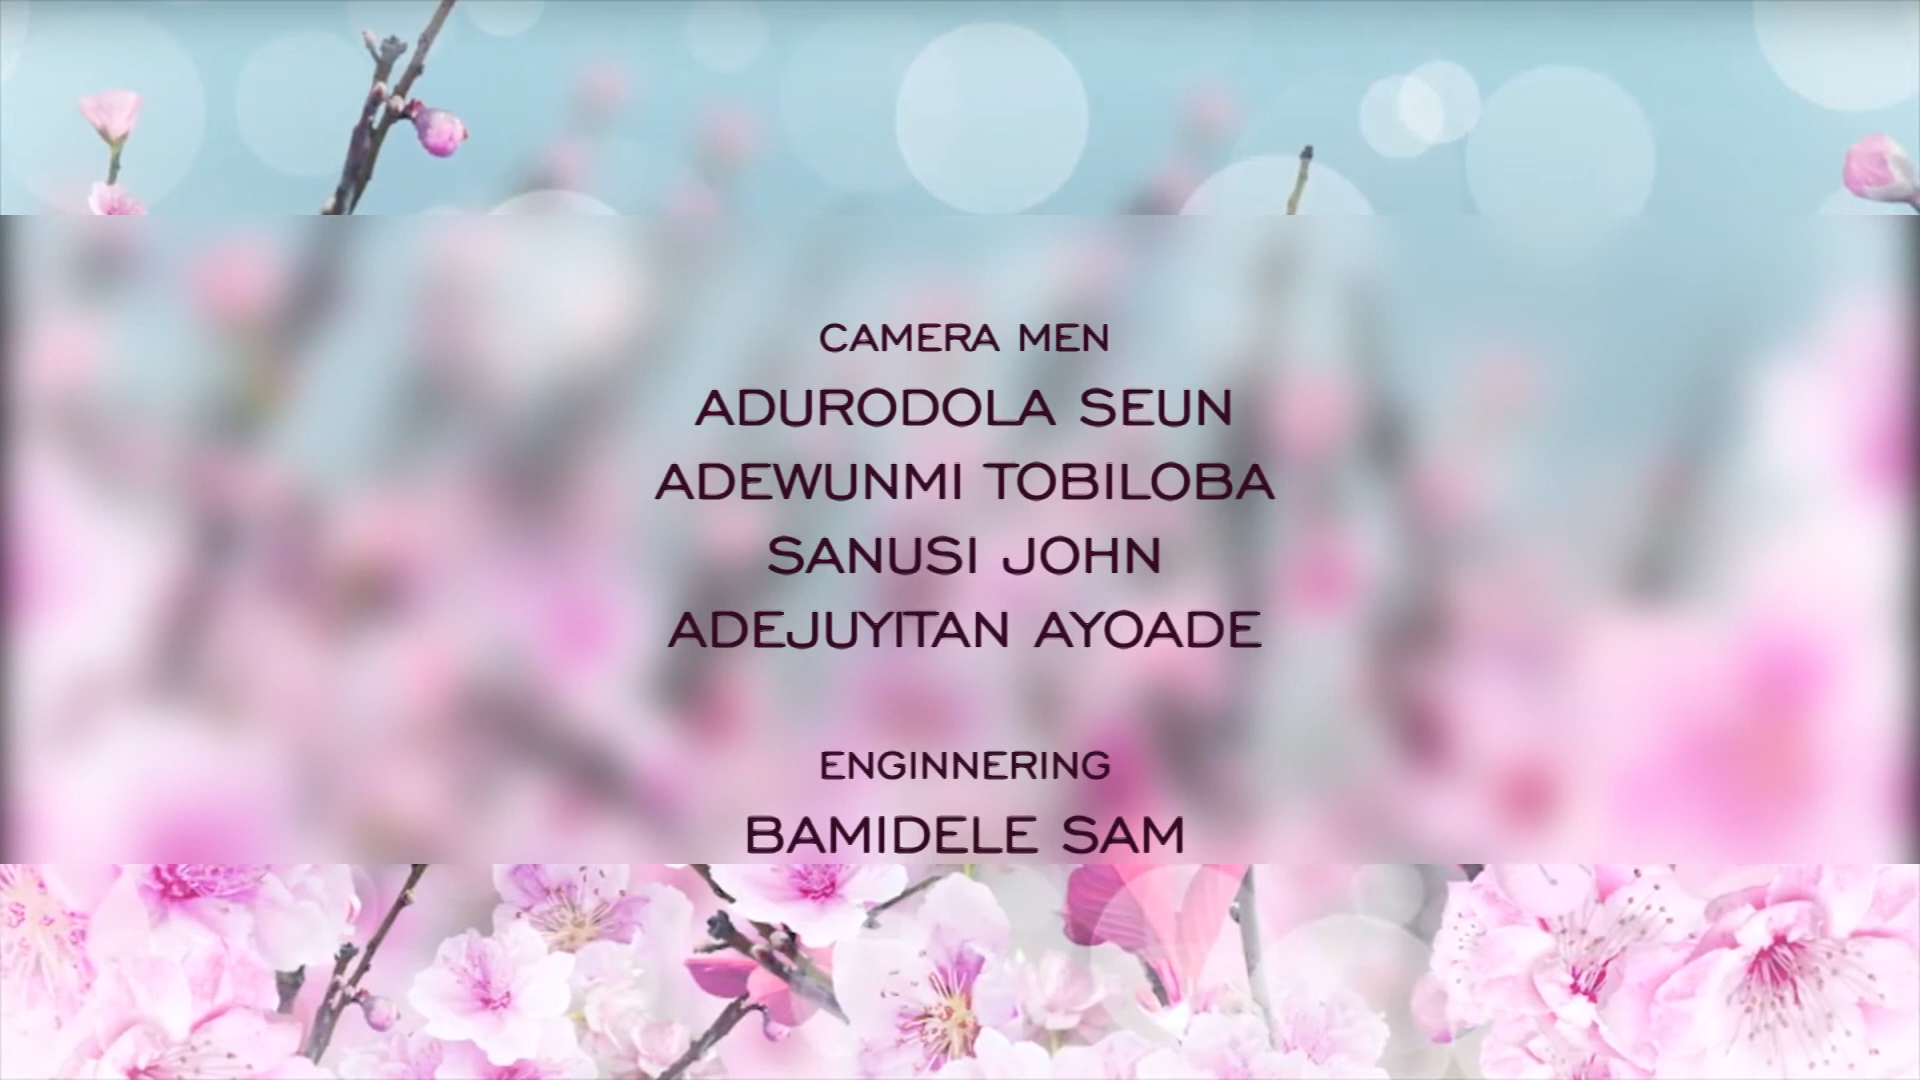 CAMERA MEN
ADURODOLA SEUN
ADEWUNMI TOBILOBA
SANUSI JOHN
ADEJUYITAN AYOADE
ENGINNERING
BAMIDELE SAM